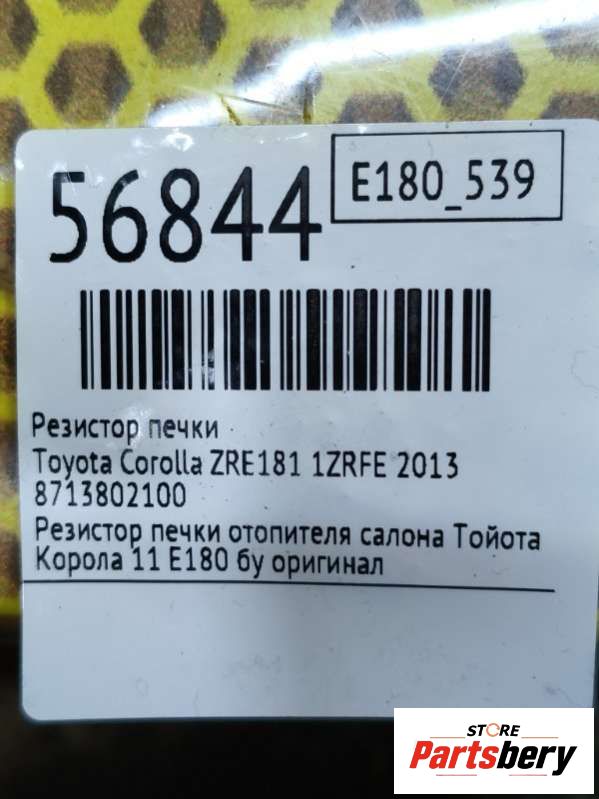 56844
E180_539
Резистор печки
Toyota Corolla ZRE181 1ZRFE 2013
8713802100
Резистор печки отопителя салона Тойота
Корола 11 Е180 бу оригинал
STORE
Partsbery